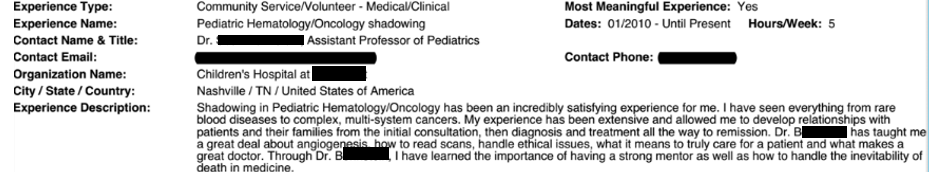 Experience Type: Community Service/Volunteer - Medical/Clinical Most Meaningful Experience: Yes
Experience Name: Pediatric Hematology/Oncology shadowing Dates: 01/2010 - Until Present Hours/Week: 5
Contact Name & Title: Dr. Assistant Professor of Pediatrics
Contact Email: Contact Phone:
Organization Name: Children's Hospital at
City / State / Country: Nashville / TN / United States of America
Experience Description: Shadowing in Pediatric Hematology/Oncology has been an incredibly satisfying experience for me. I have seen everything from rare
blood diseases to complex, multi-system cancers. My experience has been extensive and allowed me to develop relationships with
patients and their families from the initial consultation, then diagnosis and treatment all the way to remission. Dr. B has taught me
a great deal about angiogenesis, how to read scans, handle ethical issues, what it means to truly care for a patient and what makes a
great doctor. Through Dr. B , I have learned the importance of having a strong mentor as well as how to handle the inevitability of
death in medicine.